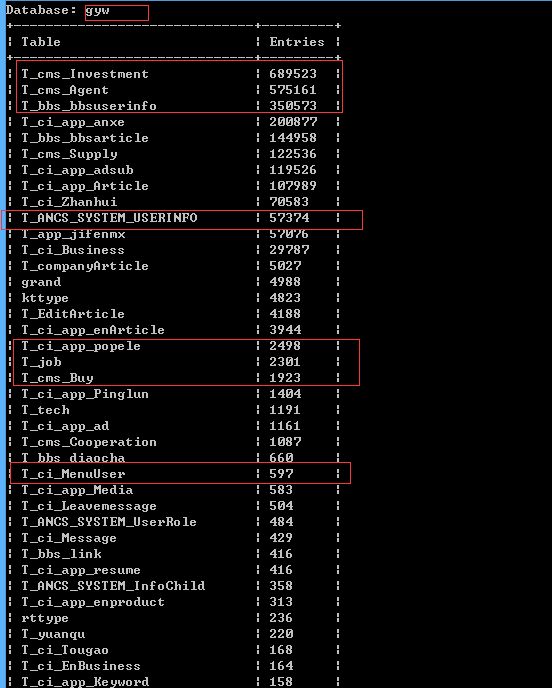 Database: gyw
Table | Entries
T_cms_Investment | 689523
T_cms_Agent | 575161
T_bbs_bbsuserinfo | 350573
T_ci_app_anxe | 200877
T_bbs_bbsarticle | 144958
T_cms_Supply | 122536
T_ci_app_adsub | 119526
T_ci_app_Article | 107989
T_ci_Zhanhui | 70583
T_ANCS_SYSTEM_USERINFO | 57374
T_app_jifenmx | 57076
T_ci_Business | 29787
T_companyArticle | 5027
grand | 4988
kttype | 4823
T_EditArticle | 4188
T_ci_app_enArticle | 3944
T_ci_app_popele | 2498
T_job | 2301
T_cms_Buy | 1923
T_ci_app_Pinglun | 1404
T_tech | 1191
T_ci_app_ad | 1161
T_cms_Cooperation | 1087
T_bbs_diaocha | 660
T_ci_MenuUser | 597
T_ci_app_Media | 583
T_ci_Leavemessage | 504
T_ANCS_SYSTEM_UserRole | 484
T_ci_Message | 429
T_bbs_link | 416
T_ci_app_resume | 416
T_ANCS_SYSTEM_InfoChild | 358
T_ci_app_enproduct | 313
rttype | 236
T_yuanqu | 220
T_ci_Tougao | 168
T_ci_EnBusiness | 164
T_ci_app_Keyword | 158